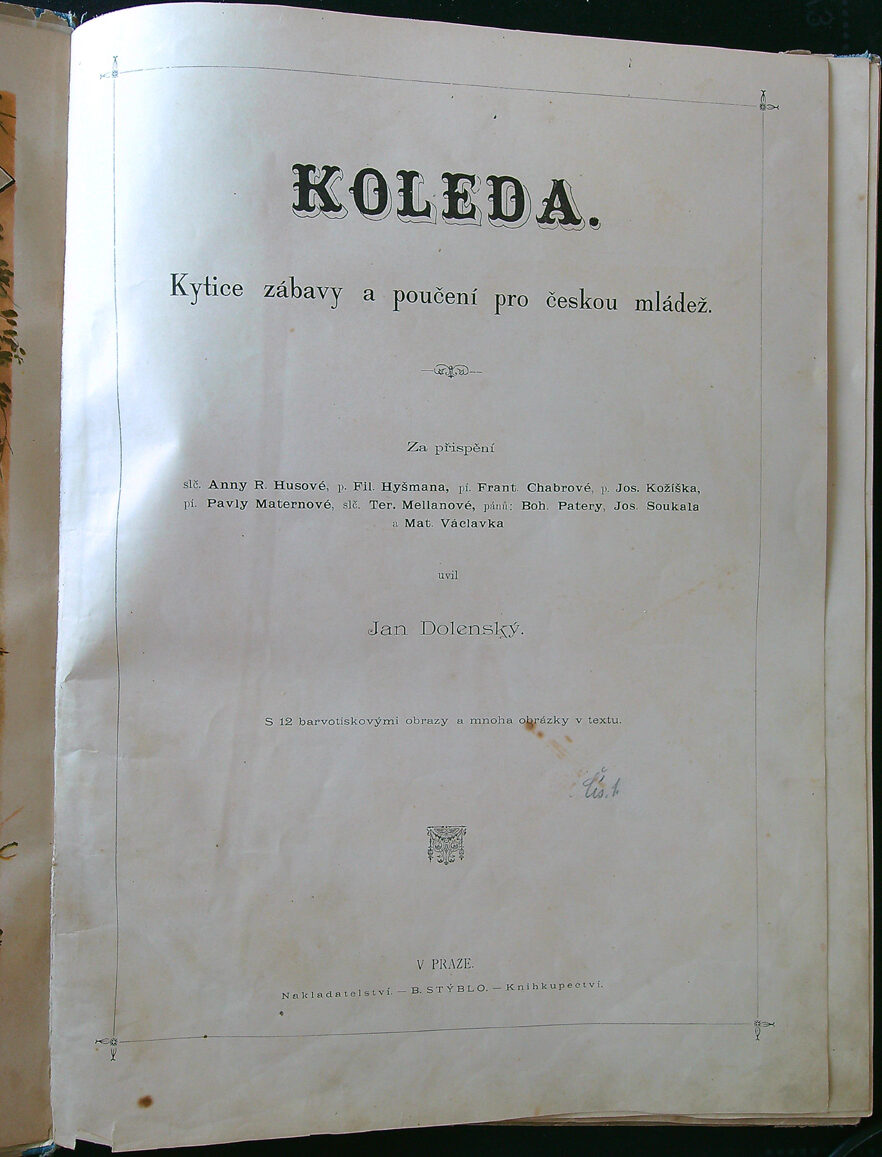 KOLEDA.
Kytice zábavy a poučení pro českou mládež.
Za přispění
slč. Anny R. Husové, p. Fil. Hyšmana, pí. Frant. Chabrové, p. Jos. Kožíška,
pí. Pavly Maternové, slč. Ter. Mellanové, pánů: Boh. Patery, Jos. Soukala
a Mat. Václavka
uvil
Jan Dolenský.
S 12 barvotiskovými obrazy a mnoha obrázky v textu.
Čís. 1.
V PRAZE.
Nakladatelství. — B. STÝBLO. — Knihkupectví.